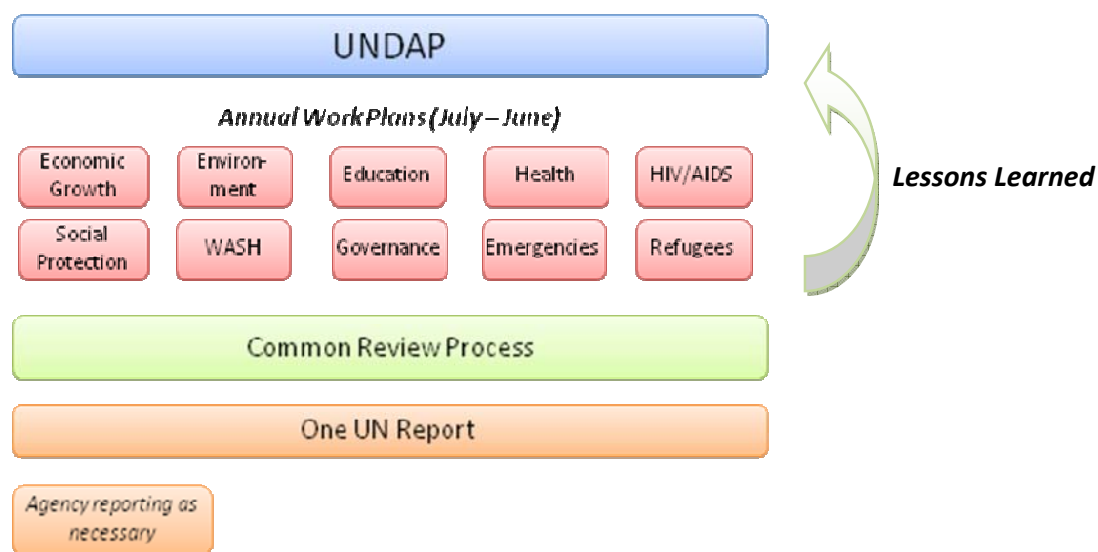 UNDAP
Annual Work Plans (July – June)
Economic
Growth
Environ-
ment
Education
Health
HIV/AIDS
Social
Protection
WASH
Governance
Emergencies
Refugees
Lessons Learned
Common Review Process
One UN Report
Agency reporting as
necessary